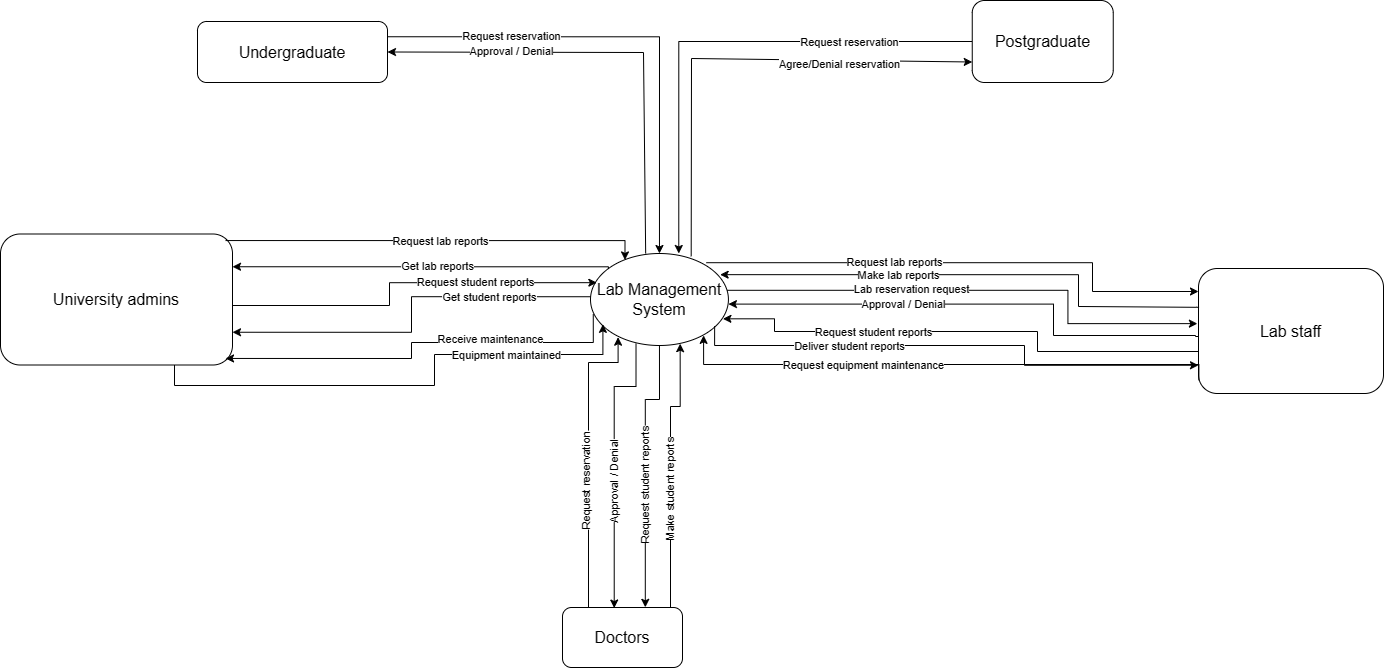 Undergraduate
Request reservation
Approval / Denial
Postgraduate
Request reservation
Agree/Denial reservation
University admins
Request lab reports
Get lab reports
Request student reports
Get student reports
Receive maintenance
Equipment maintained
Lab Management
System
Request lab reports
Make lab reports
Lab reservation request
Approval / Denial
Request student reports
Deliver student reports
Request equipment maintenance
Lab staff
Request reservation
Approval / Denial
Request student reports
Make student reports
Doctors